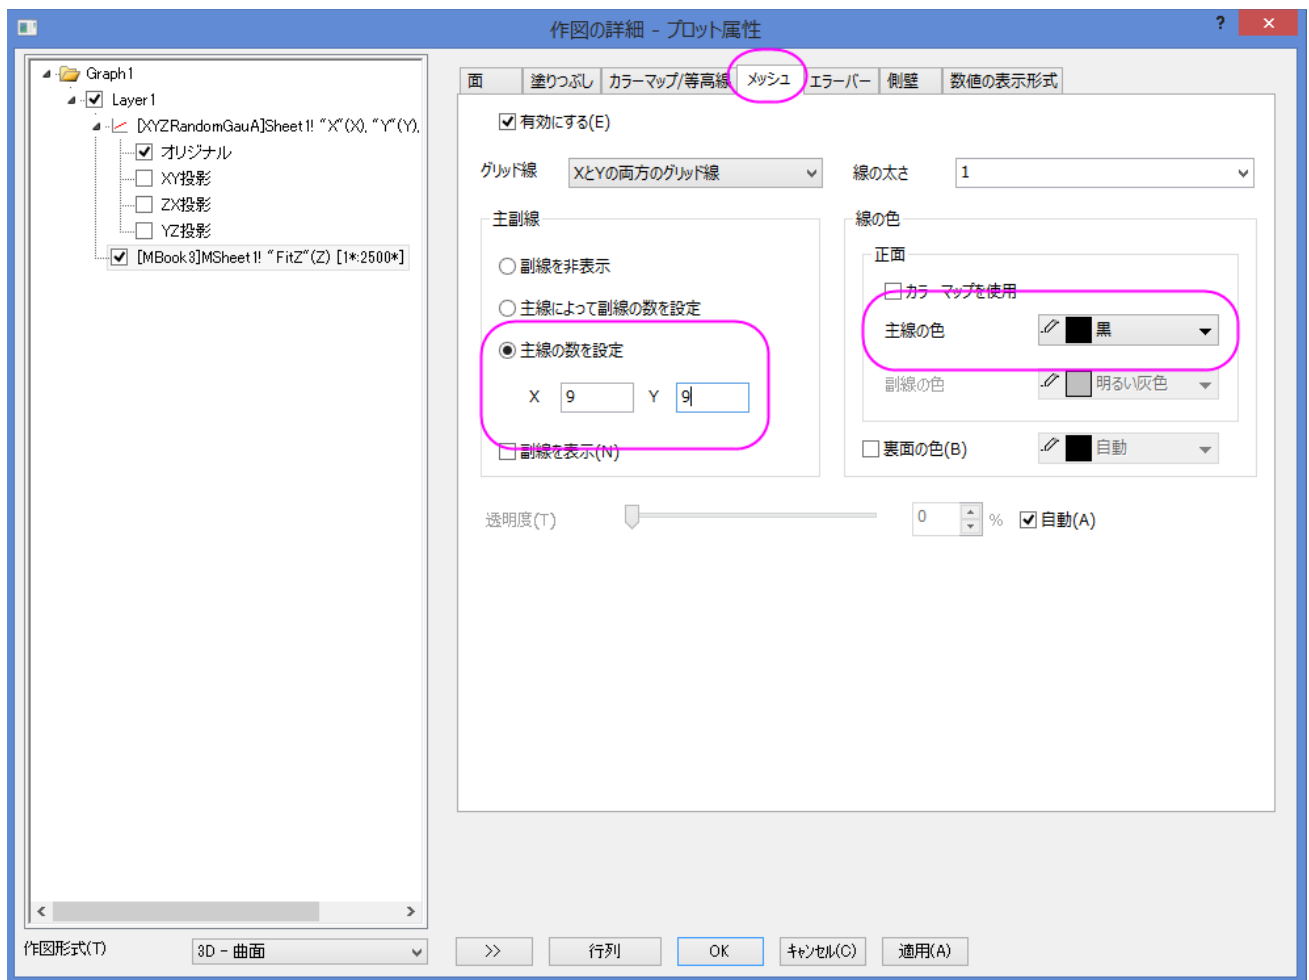 作図の詳細 - プロット属性
?
×
Graph1
Layer1
[XYZRandomGauA]Sheet1! "X"(X), "Y"(Y),
オリジナル
XY投影
ZX投影
YZ投影
[MBook3]MSheet1! "FitZ"(Z) [1*:2500*]
面 塗りつぶし カラーマップ/等高線 メッシュ エラーバー 側壁 数値の表示形式
有効にする(E)
グリッド線 XとYの両方のグリッド線 線の太さ 1
主副線
副線を非表示
主線によって副線の数を設定
主線の数を設定
X 9 Y 9
副線を表示(N)
線の色
正面
カラーマップを使用
主線の色 黒
副線の色 明るい灰色
裏面の色(B) 自動
透明度(T) 0 % 自動(A)
作図形式(T) 3D - 曲面 >> 行列 OK キャンセル(C) 適用(A)